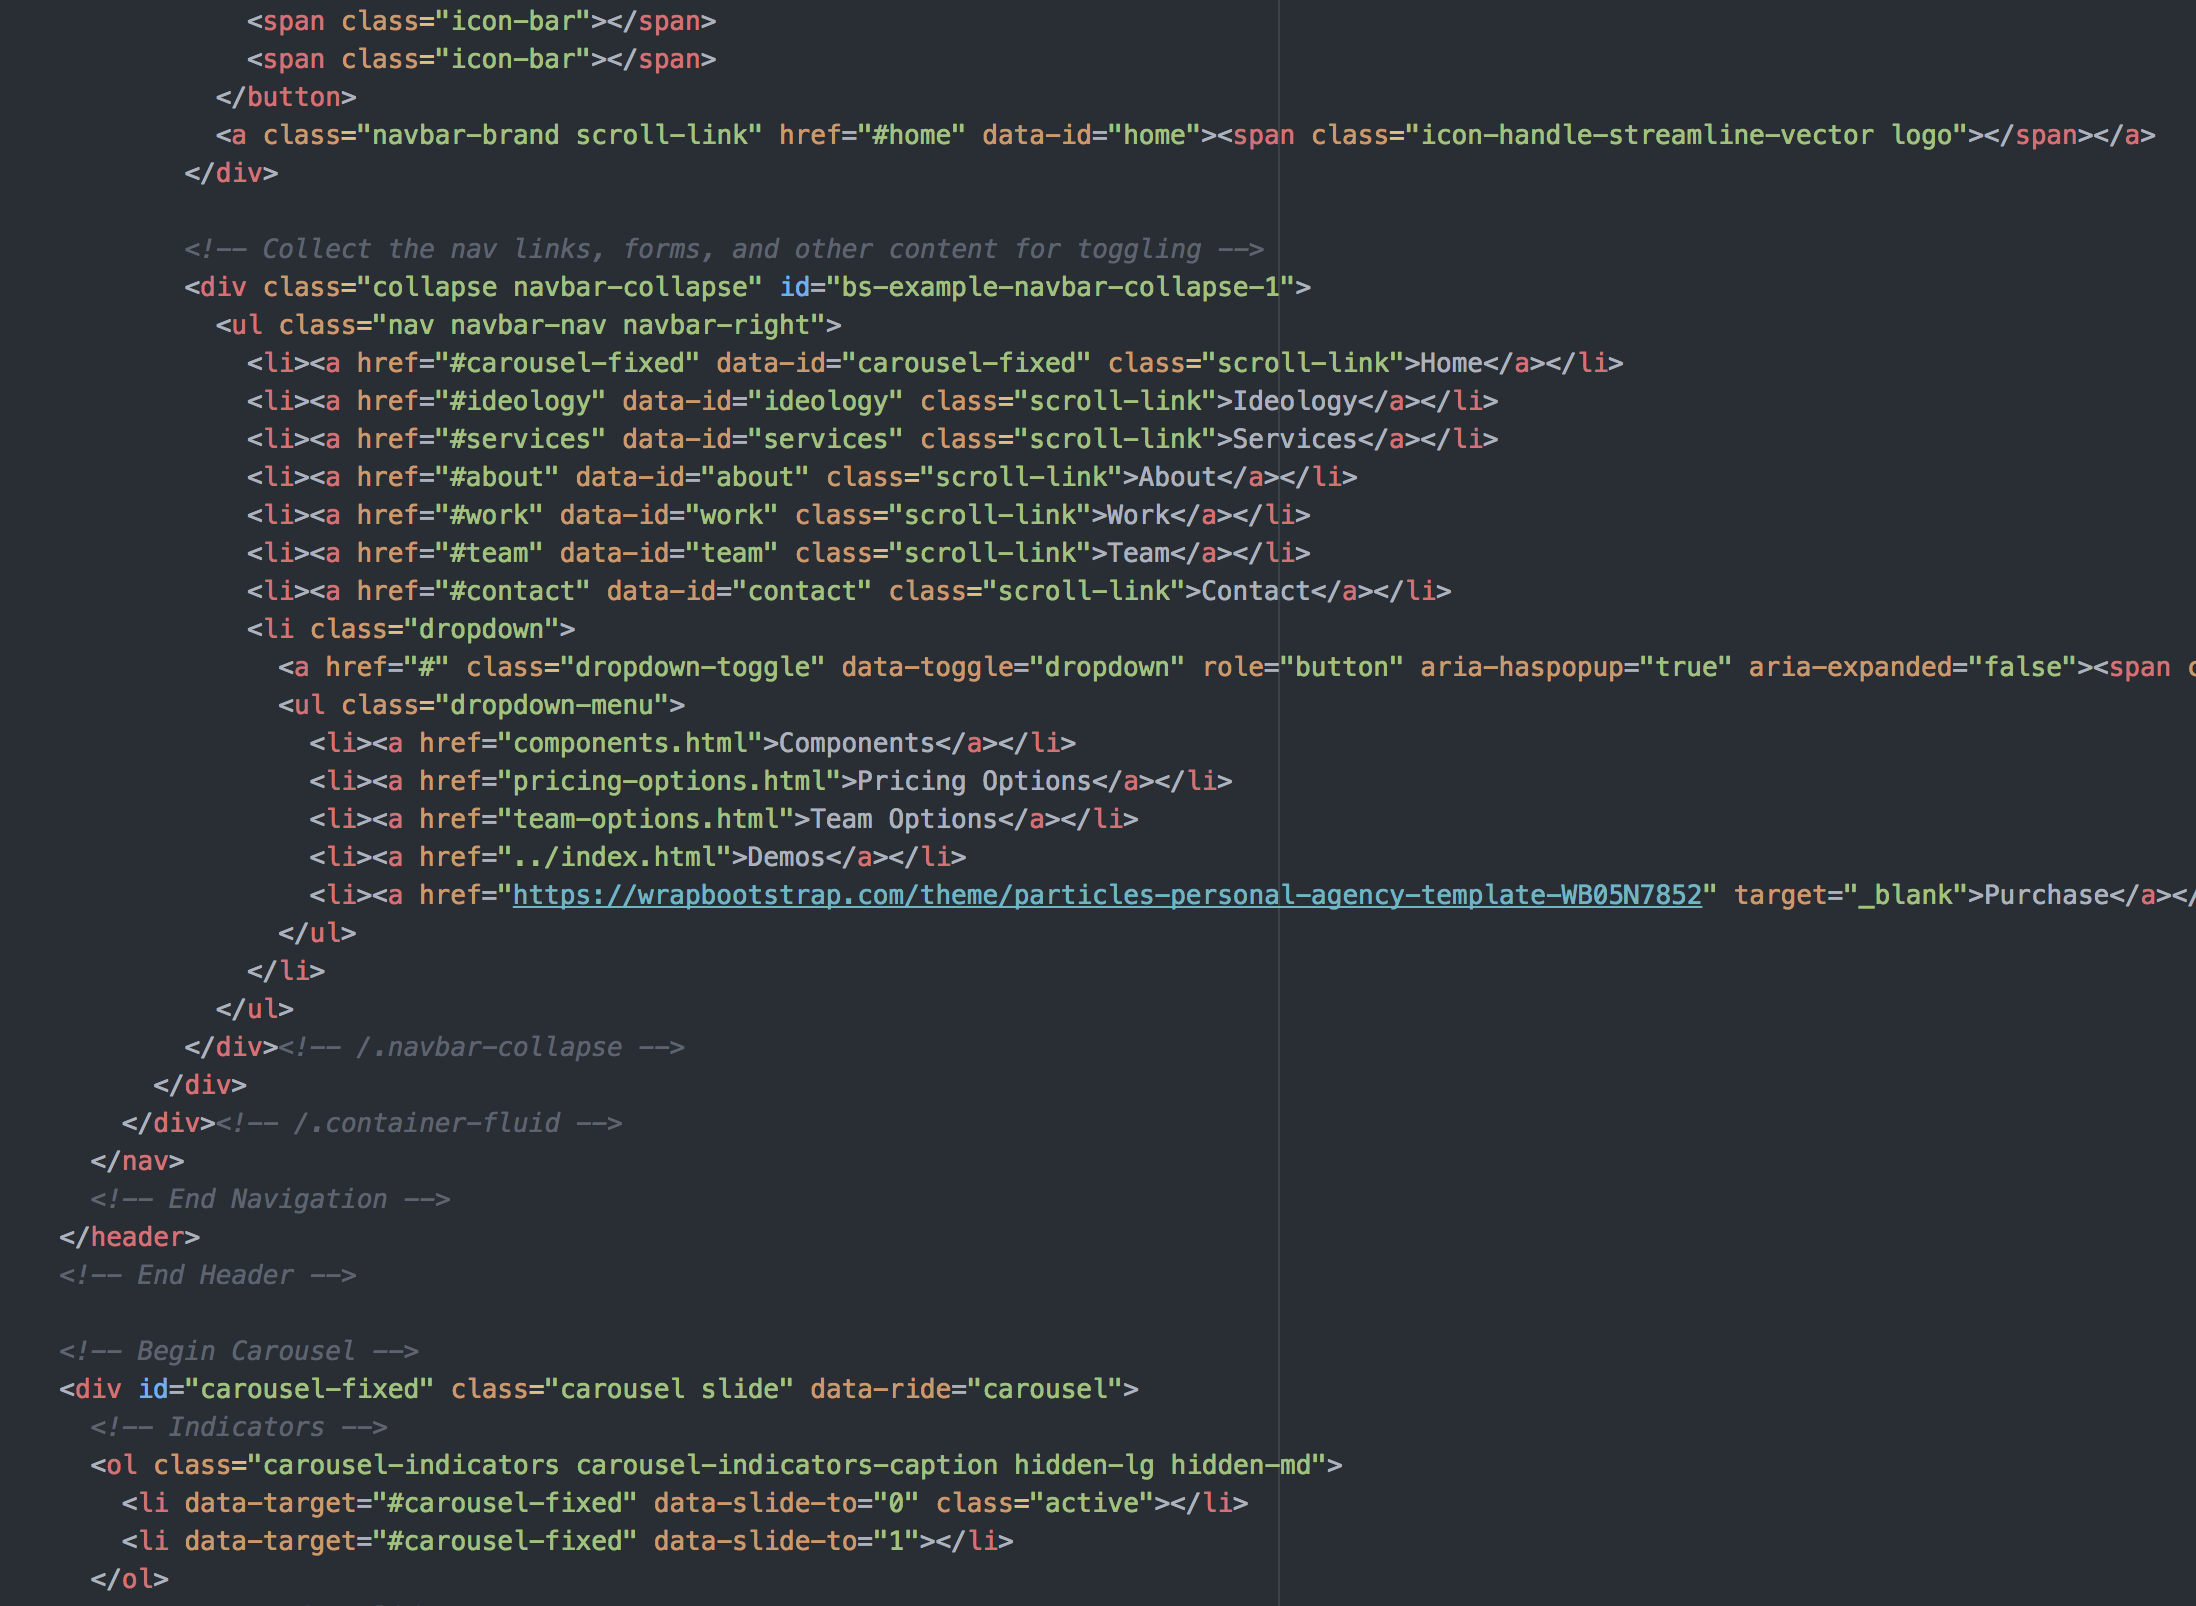 <span class="icon-bar"></span>
<span class="icon-bar"></span>
</button>
<a class="navbar-brand scroll-link" href="#home" data-id="home"><span class="icon-handle-streamline-vector logo"></span></a>
</div>
<!-- Collect the nav links, forms, and other content for toggling -->
<div class="collapse navbar-collapse" id="bs-example-navbar-collapse-1">
<ul class="nav navbar-nav navbar-right">
<li><a href="#carousel-fixed" data-id="carousel-fixed" class="scroll-link">Home</a></li>
<li><a href="#ideology" data-id="ideology" class="scroll-link">Ideology</a></li>
<li><a href="#services" data-id="services" class="scroll-link">Services</a></li>
<li><a href="#about" data-id="about" class="scroll-link">About</a></li>
<li><a href="#work" data-id="work" class="scroll-link">Work</a></li>
<li><a href="#team" data-id="team" class="scroll-link">Team</a></li>
<li><a href="#contact" data-id="contact" class="scroll-link">Contact</a></li>
<li class="dropdown">
<a href="#" class="dropdown-toggle" data-toggle="dropdown" role="button" aria-haspopup="true" aria-expanded="false"><span
<ul class="dropdown-menu">
<li><a href="components.html">Components</a></li>
<li><a href="pricing-options.html">Pricing Options</a></li>
<li><a href="team-options.html">Team Options</a></li>
<li><a href="../index.html">Demos</a></li>
<li><a href="https://wrapbootstrap.com/theme/particles-personal-agency-template-WB05N7852" target="_blank">Purchase</a></
</ul>
</li>
</ul>
</div><!-- /.navbar-collapse -->
</div>
</div><!-- /.container-fluid -->
</nav>
<!-- End Navigation -->
</header>
<!-- End Header -->
<!-- Begin Carousel -->
<div id="carousel-fixed" class="carousel slide" data-ride="carousel">
<!-- Indicators -->
<ol class="carousel-indicators carousel-indicators-caption hidden-lg hidden-md">
<li data-target="#carousel-fixed" data-slide-to="0" class="active"></li>
<li data-target="#carousel-fixed" data-slide-to="1"></li>
</ol>